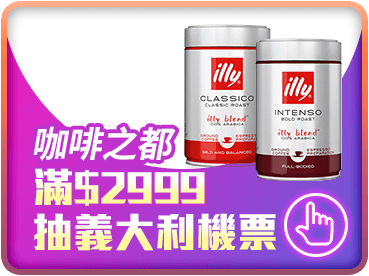 illy
CLASSICO
CLASSIC ROAST
illy blend
100% ARABICA
GROUND COFFEE
ESPRESSO PREPARATION
MILD AND BALANCED
illy
INTENSO
BOLD ROAST
illy blend
100% ARABICA
GROUND COFFEE
ESPRESSO PREPARATION
FULL-BODIED
咖啡之都
滿$2999
抽義大利機票